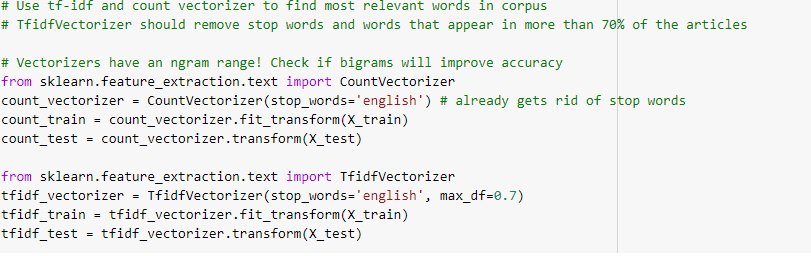 # Use tf-idf and count vectorizer to find most relevant words in corpus
# TfidfVectorizer should remove stop words and words that appear in more than 70% of the articles
# Vectorizers have an ngram range! Check if bigrams will improve accuracy
from sklearn.feature_extraction.text import CountVectorizer
count_vectorizer = CountVectorizer(stop_words='english') # already gets rid of stop words
count_train = count_vectorizer.fit_transform(X_train)
count_test = count_vectorizer.transform(X_test)
from sklearn.feature_extraction.text import TfidfVectorizer
tfidf_vectorizer = TfidfVectorizer(stop_words='english', max_df=0.7)
tfidf_train = tfidf_vectorizer.fit_transform(X_train)
tfidf_test = tfidf_vectorizer.transform(X_test)